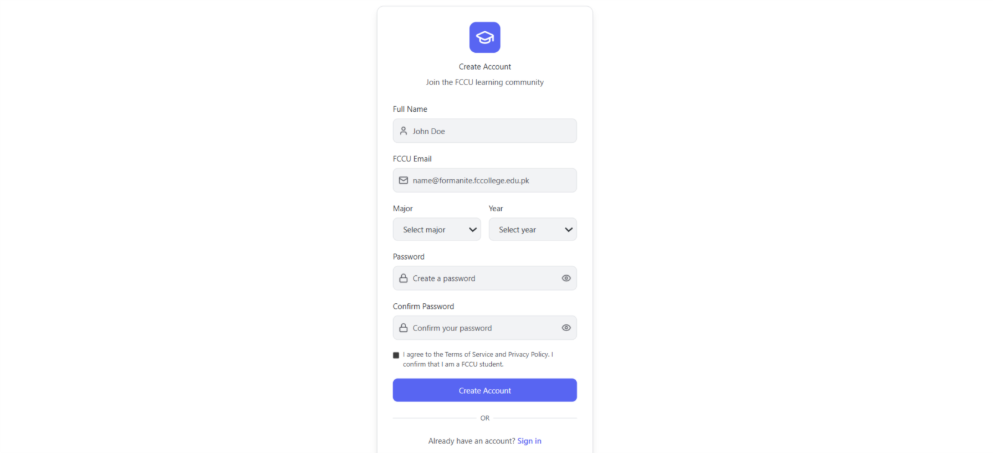 Create Account
Join the FCCU learning community
Full Name
John Doe
FCCU Email
name@formanite.fccollege.edu.pk
Major Year
Select major Select year
Password
Create a password
Confirm Password
Confirm your password
I agree to the Terms of Service and Privacy Policy. I
confirm that I am a FCCU student.
Create Account
OR
Already have an account? Sign in